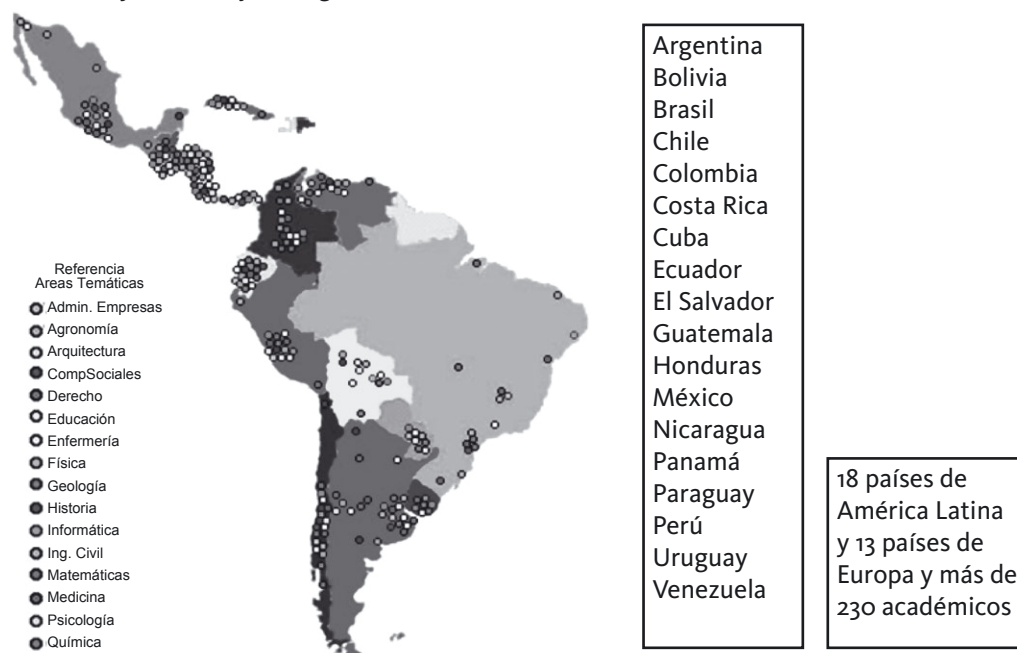 Referencia
Areas Temáticas
Admin. Empresas
Agronomía
Arquitectura
CompSociales
Derecho
Educación
Enfermería
Física
Geología
Historia
Informática
Ing. Civil
Matemáticas
Medicina
Psicología
Química
Argentina
Bolivia
Brasil
Chile
Colombia
Costa Rica
Cuba
Ecuador
El Salvador
Guatemala
Honduras
México
Nicaragua
Panamá
Paraguay
Perú
Uruguay
Venezuela
18 países de
América Latina
y 13 países de
Europa y más de
230 académicos